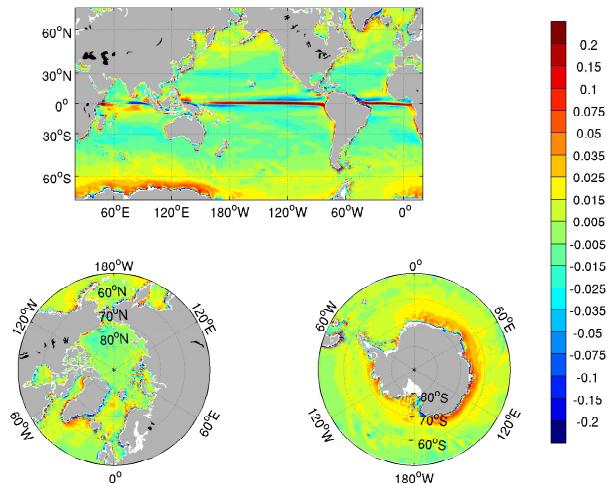 60°N
30°N
0°
30°S
60°S
60°E
120°E
180°W
120°W
60°W
0°
0.2
0.15
0.1
0.075
0.05
0.035
0.025
0.015
0.005
-0.005
-0.015
-0.025
-0.035
-0.05
-0.075
-0.1
-0.15
-0.2
180°W
120°W
120°E
60°N
70°N
80°N
60°W
60°E
0°
0°
60°W
60°E
80°S
70°S
60°S
120°W
120°E
180°W